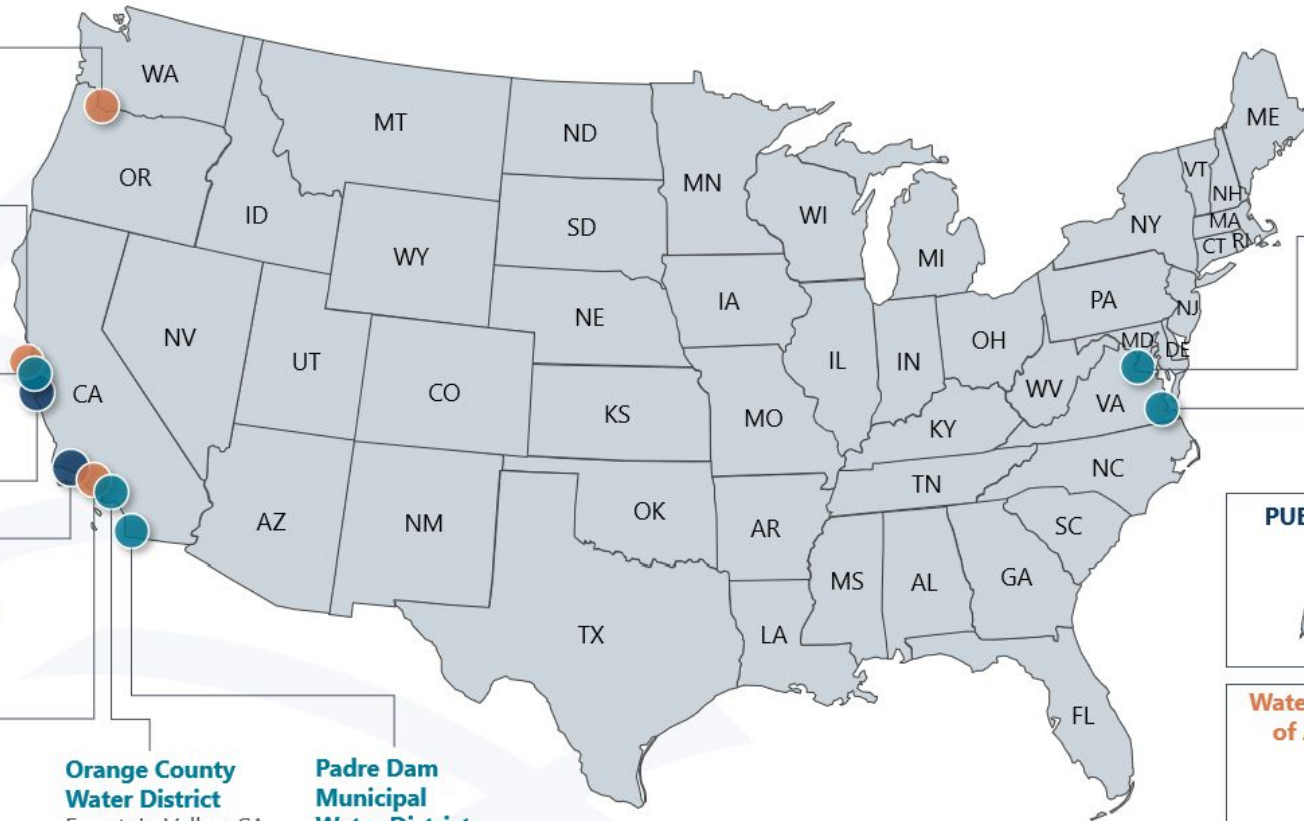 WA
MT
ND
MN
ME
OR
ID
WY
SD
WI
MI
VT
NH
NY
MA
CT RI
NV
UT
CO
NE
IA
IL
IN
OH
PA
NJ
MD
DE
CA
KS
MO
KY
WV
VA
AZ
NM
OK
AR
TN
NC
SC
TX
LA
MS
AL
GA
FL
Orange County
Water District
Padre Dam
Municipal
Water District
of